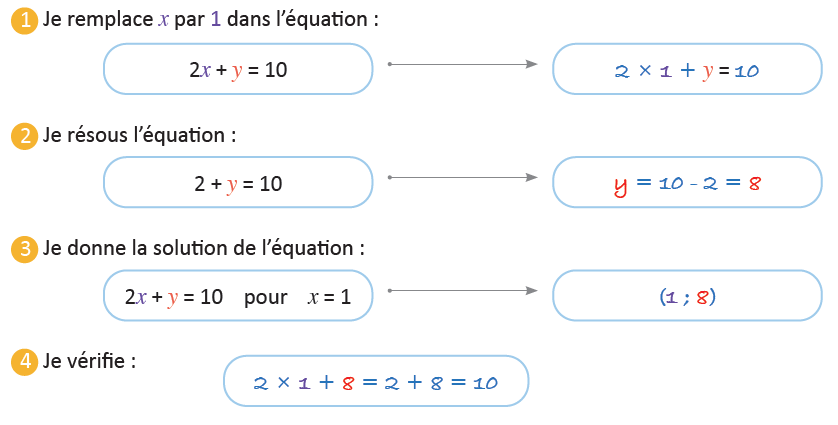 1 Je remplace x par 1 dans l’équation :
2x + y = 10
2 × 1 + y = 10
2 Je résous l’équation :
2 + y = 10
y = 10 - 2 = 8
3 Je donne la solution de l’équation :
2x + y = 10 pour x = 1
(1 ; 8)
4 Je vérifie :
2 × 1 + 8 = 2 + 8 = 10